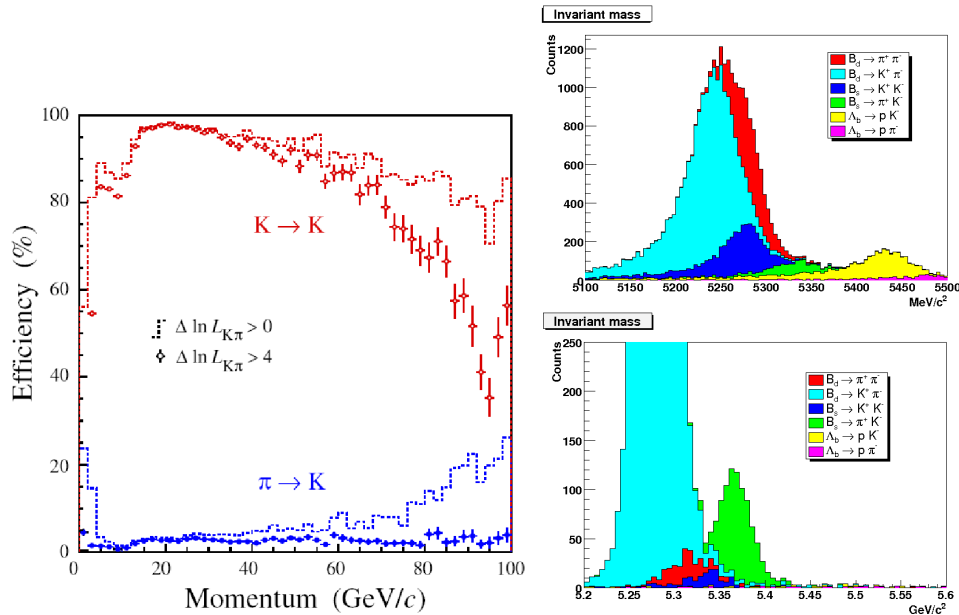 100
80
60
40
20
0
Efficiency (%)
K → K
Δ ln L_Kπ > 0
Δ ln L_Kπ > 4
π → K
0 20 40 60 80 100
Momentum (GeV/c)
Invariant mass
Counts
1200
1000
800
600
400
200
0
B_d → π⁺ π⁻
B_d → K⁺ π⁻
B_s → K⁺ K⁻
B_s → π⁺ K⁻
Λ_b → p K⁻
Λ_b → p π⁻
5100 5150 5200 5250 5300 5350 5400 5450 5500
MeV/c²
Invariant mass
Counts
250
200
150
100
50
0
B_d → π⁺ π⁻
B_d → K⁺ π⁻
B_s → K⁺ K⁻
B_s → π⁺ K⁻
Λ_b → p K⁻
Λ_b → p π⁻
5.2 5.25 5.3 5.35 5.4 5.45 5.5 5.55 5.6
GeV/c²